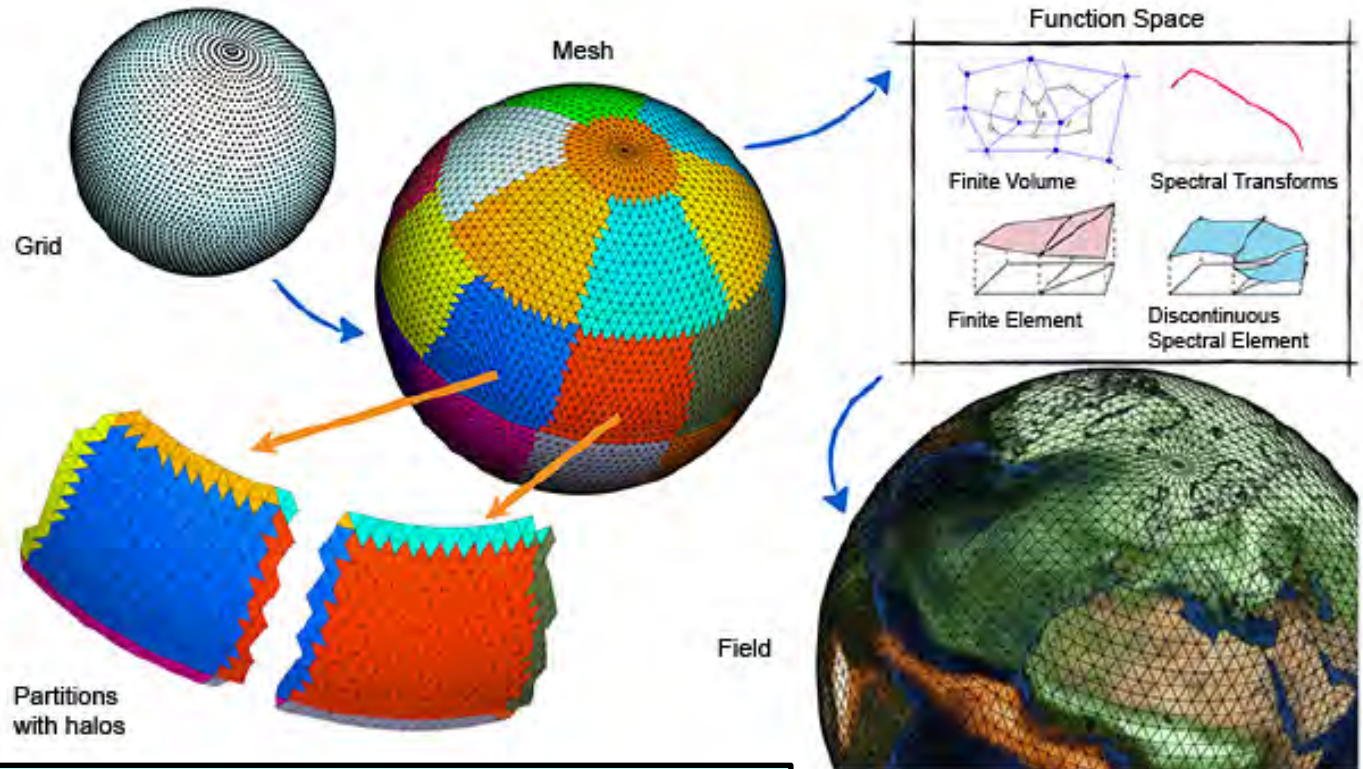 Function Space
Mesh
Finite Volume
Spectral Transforms
Grid
Finite Element
Discontinuous
Spectral Element
Field
Partitions
with halos